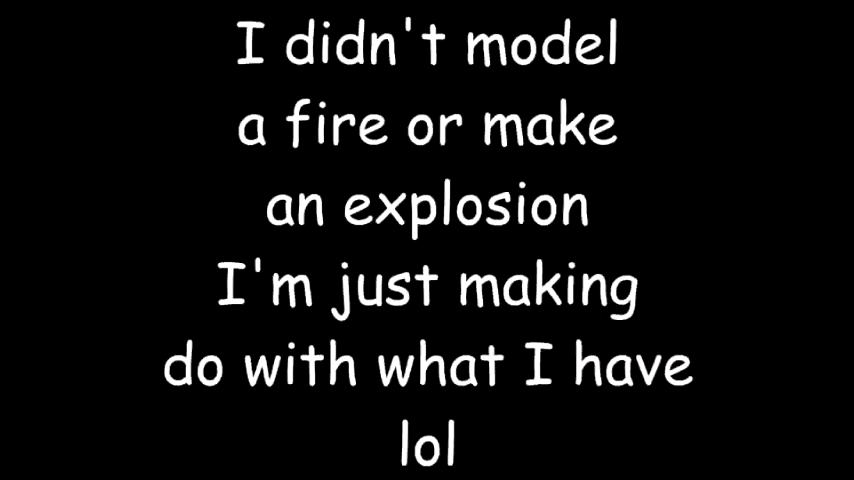 I didn't model
a fire or make
an explosion
I'm just making
do with what I have
lol